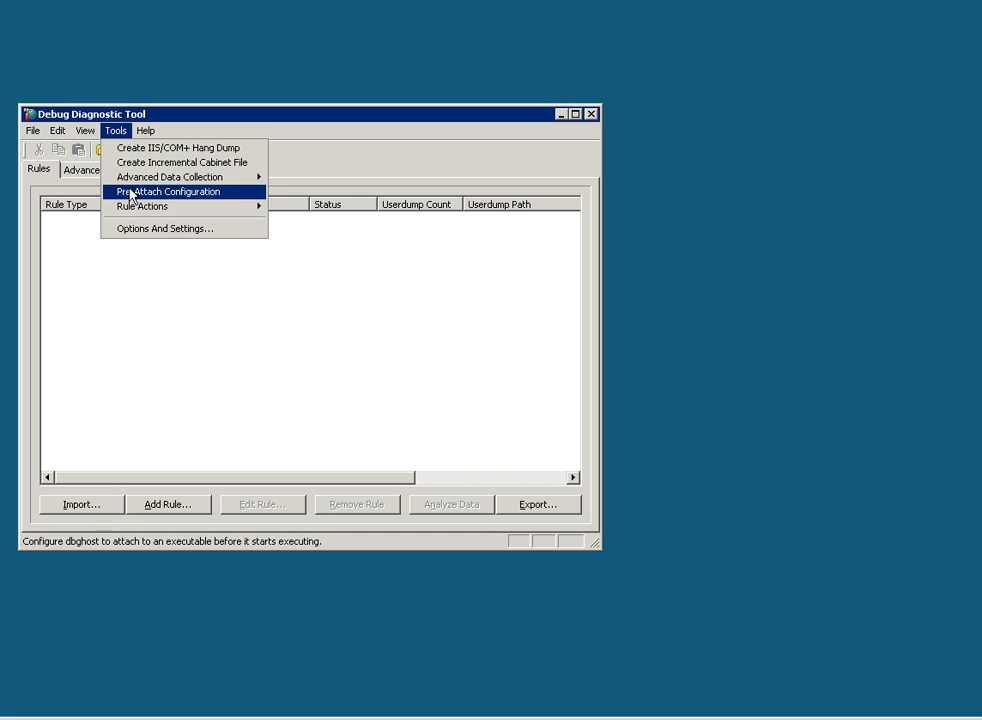 Debug Diagnostic Tool
File Edit View Tools Help
Create IIS/COM+ Hang Dump
Create Incremental Cabinet File
Advanced Data Collection
Pre Attach Configuration
Rule Actions
Options And Settings...
Rules Advance
Rule Type Status Userdump Count Userdump Path
Import... Add Rule... Edit Rule... Remove Rule Analyze Data Export...
Configure dbghost to attach to an executable before it starts executing.